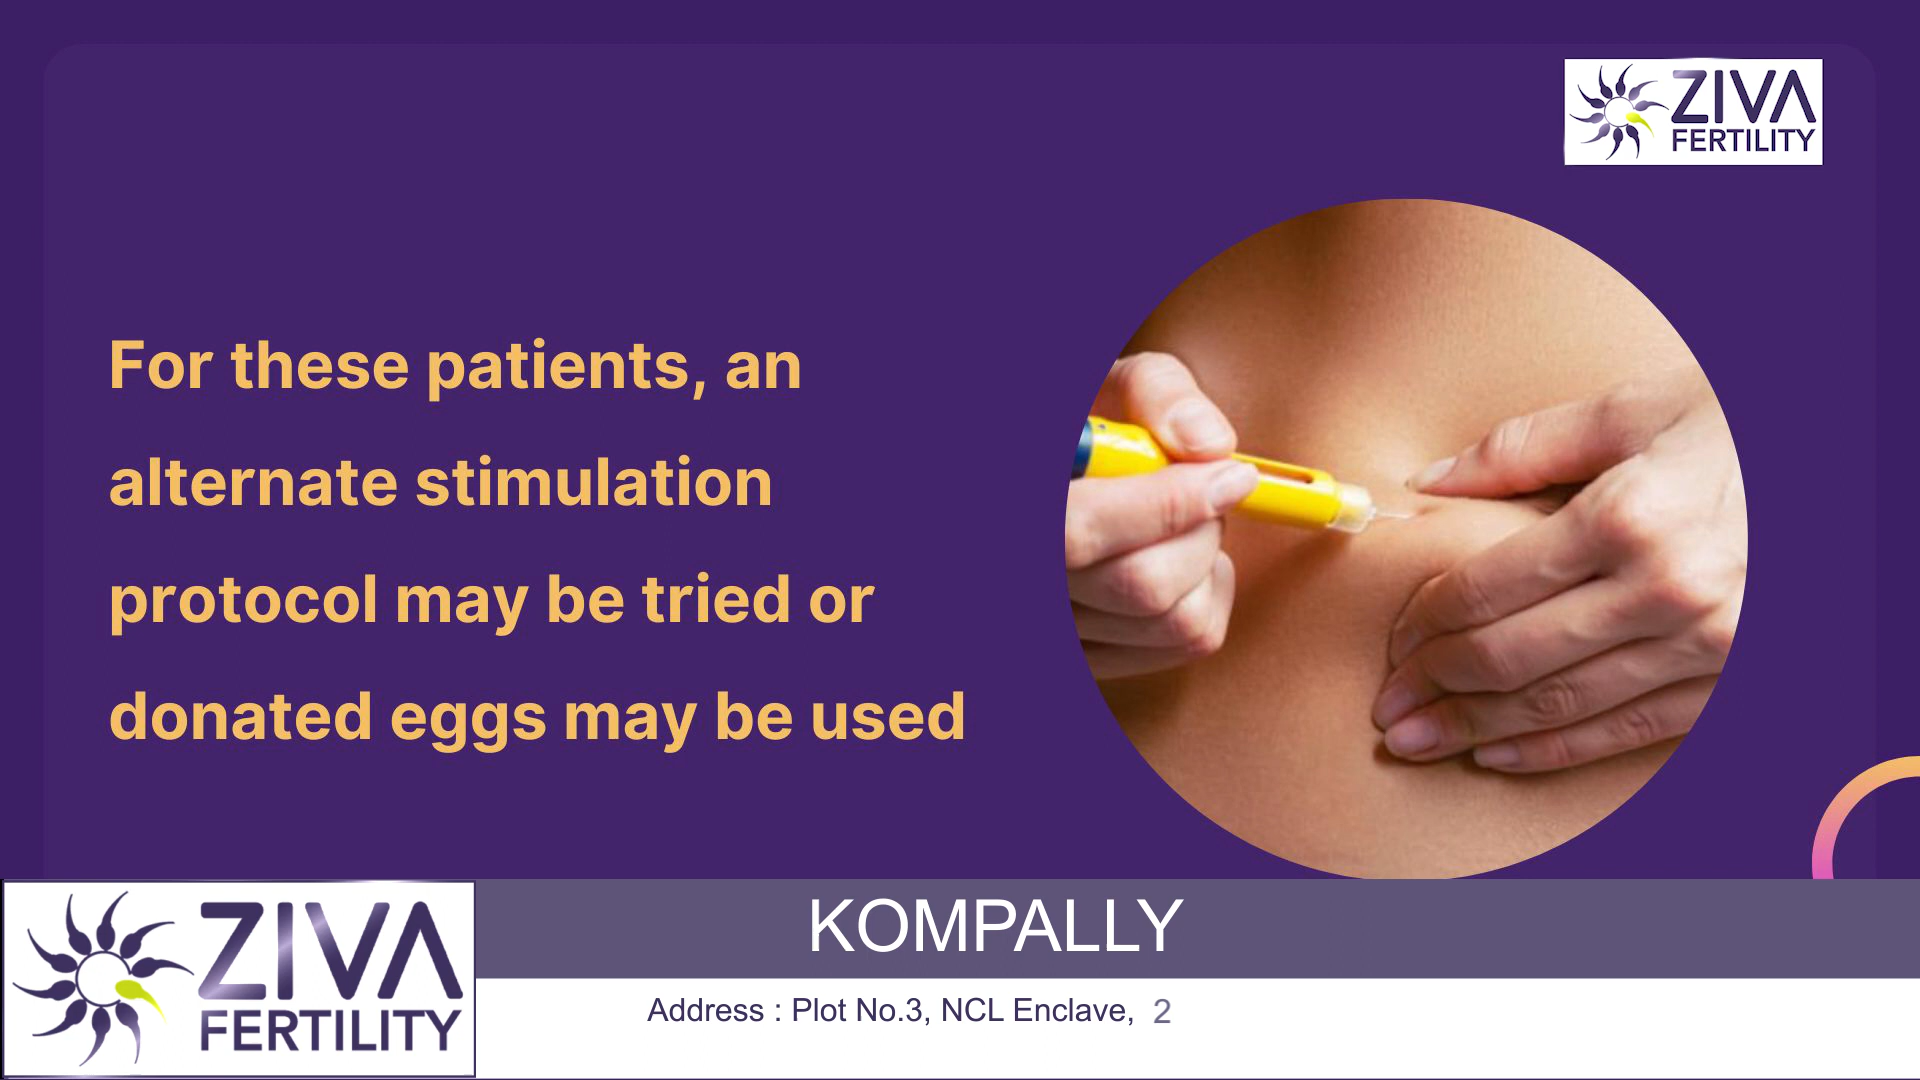 ZIVA
FERTILITY
For these patients, an
alternate stimulation
protocol may be tried or
donated eggs may be used
ZIVA
FERTILITY
KOMPALLY
Address : Plot No.3, NCL Enclave, 2